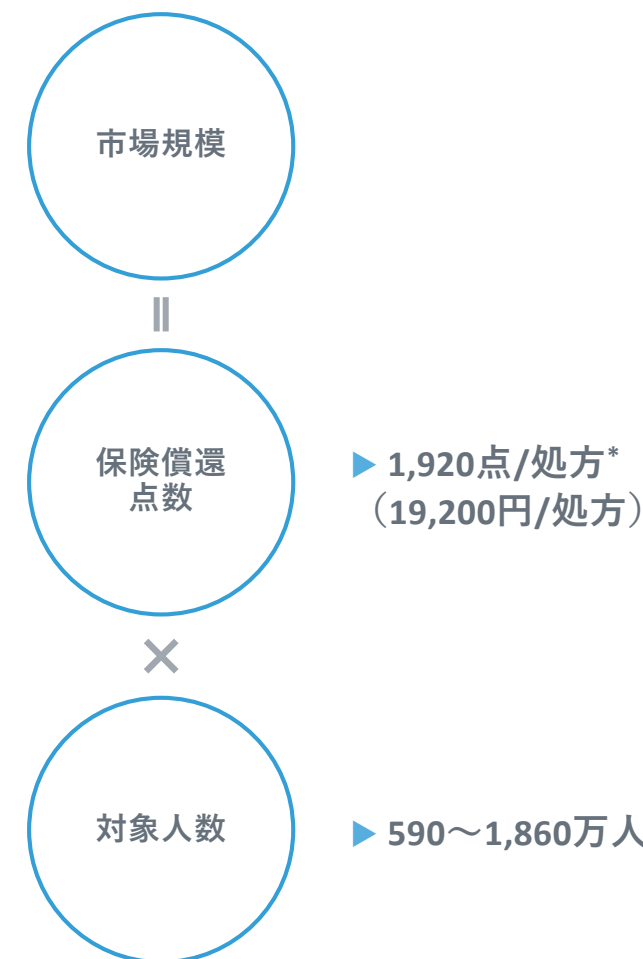 市場規模
=
保険償還
点数
▶ 1,920点/処方*
（19,200円/処方）
×
対象人数
▶ 590～1,860万人